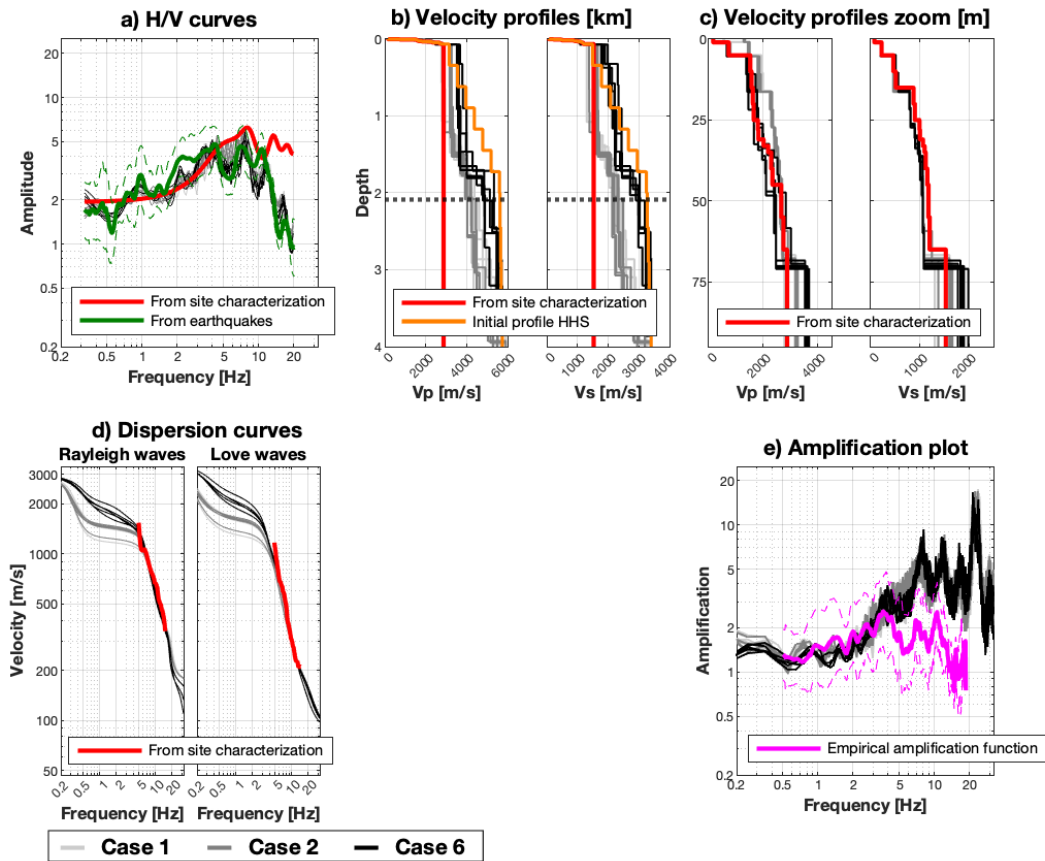 a) H/V curves
25
10
5
2
1
0.5
0.2
Amplitude
0.2
0.5
1
2
5
10
20
Frequency [Hz]
From site characterization
From earthquakes
b) Velocity profiles [km]
0
1
2
3
4
Depth
0
2000
4000
6000
Vp [m/s]
0
1000
2000
3000
4000
Vs [m/s]
From site characterization
Initial profile HHS
c) Velocity profiles zoom [m]
0
25
50
75
0
2000
4000
Vp [m/s]
0
1000
2000
Vs [m/s]
From site characterization
d) Dispersion curves
Rayleigh waves
Love waves
3000
2000
1000
500
200
100
50
Velocity [m/s]
0.2
0.5
1
2
5
10
20
Frequency [Hz]
0.2
0.5
1
2
5
10
20
Frequency [Hz]
From site characterization
e) Amplification plot
20
10
5
2
1
0.5
0.2
Amplification
0.2
0.5
1
2
5
10
20
Frequency [Hz]
Empirical amplification function
Case 1 Case 2 Case 6